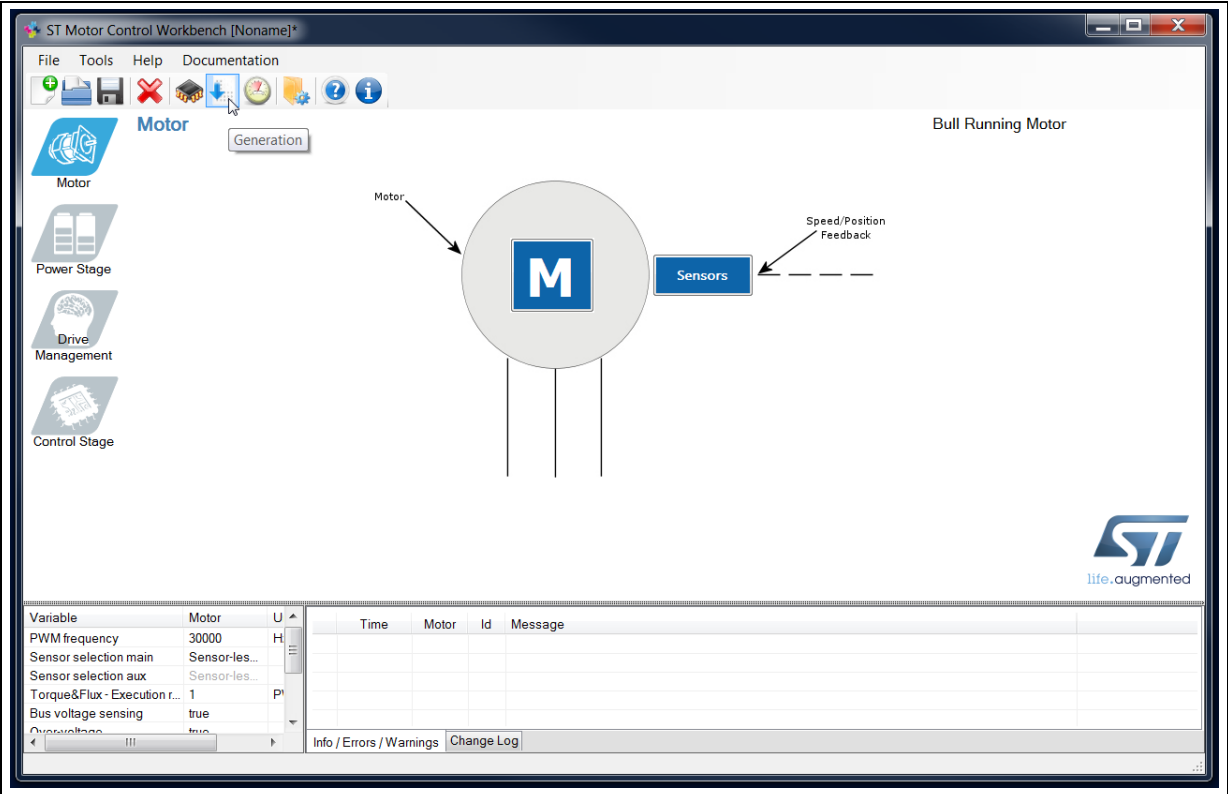 ST Motor Control Workbench [Noname]*
File Tools Help Documentation
Motor
Generation
Bull Running Motor
Motor
Power Stage
Drive
Management
Control Stage
Motor
Speed/Position
Feedback
M
Sensors
ST
life.augmented
Variable Motor U
PWM frequency 30000
Sensor selection main Sensor-les...
Sensor selection aux Sensor-les...
Torque&Flux - Execution r... 1
Bus voltage sensing true
Over-voltage true
Time Motor Id Message
Info / Errors / Warnings Change Log